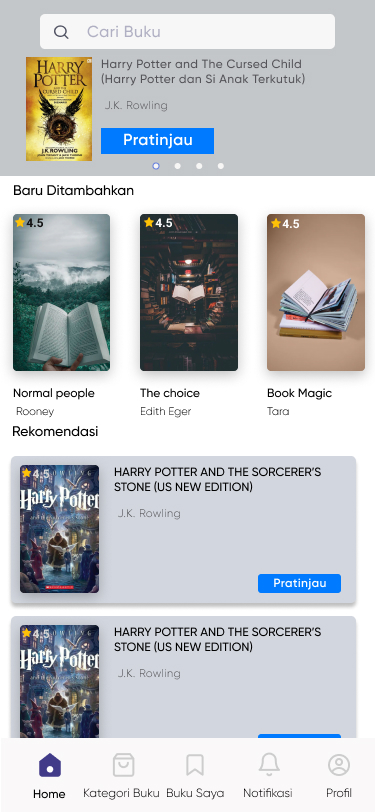 Cari Buku
HARRY
POTTER
AND THE
CURSED CHILD
J.K. ROWLING
Harry Potter and The Cursed Child
(Harry Potter dan Si Anak Terkutuk)
J.K. Rowling
Pratinjau
Baru Ditambahkan
4.5
4.5
4.5
Normal people
The choice
Book Magic
Rooney
Edith Eger
Tara
Rekomendasi
4.5
Harry Potter
HARRY POTTER AND THE SORCERER'S
STONE (US NEW EDITION)
J.K. Rowling
Pratinjau
4.5
Harry Potter
HARRY POTTER AND THE SORCERER'S
STONE (US NEW EDITION)
J.K. Rowling
Home
Kategori Buku
Buku Saya
Notifikasi
Profil